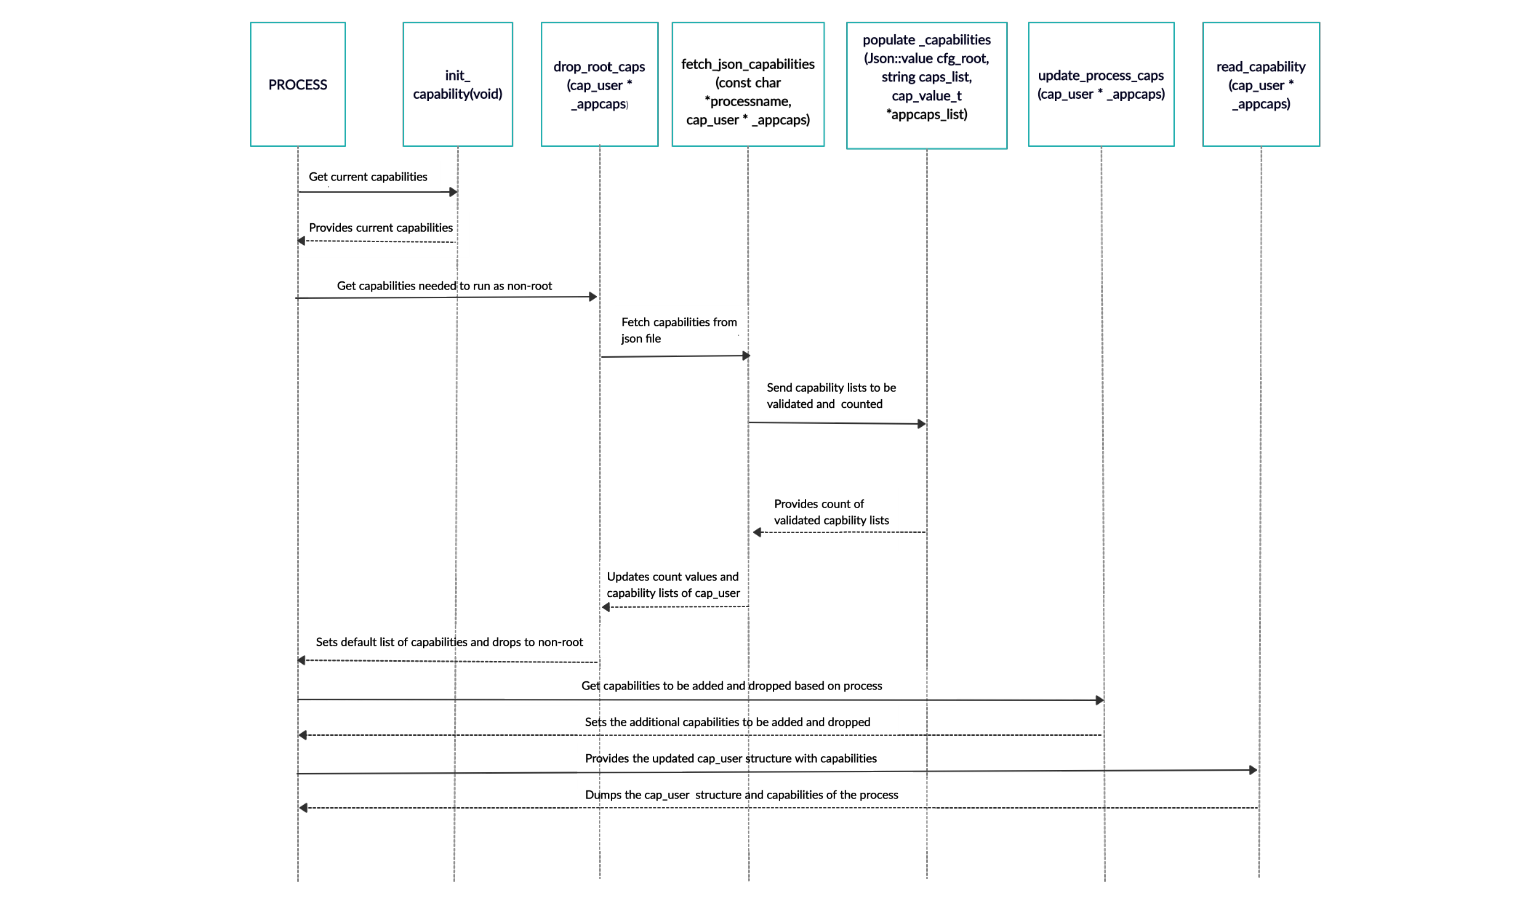 PROCESS
init_
capability(void)
drop_root_caps
(cap_user *
_appcaps)
fetch_json_capabilities
(const char
*processname,
cap_user * _appcaps)
populate _capabilities
(Json::value cfg_root,
string caps_list,
cap_value_t
*appcaps_list)
update_process_caps
(cap_user * _appcaps)
read_capability
(cap_user *
_appcaps)
Get current capabilities
Provides current capabilities
Get capabilities needed to run as non-root
Fetch capabilities from
json file
Send capability lists to be
validated and counted
Provides count of
validated capbility lists
Updates count values and
capability lists of cap_user
Sets default list of capabilities and drops to non-root
Get capabilities to be added and dropped based on process
Sets the additional capabilities to be added and dropped
Provides the updated cap_user structure with capabilities
Dumps the cap_user structure and capabilities of the process